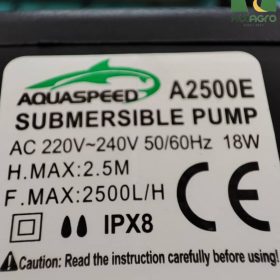 AQUASPEED A2500E
SUBMERSIBLE PUMP
AC 220V~240V 50/60Hz 18W
H.MAX:2.5M
F.MAX:2500L/H
IPX8 CE
Caution: Read the instruction carefully before using!